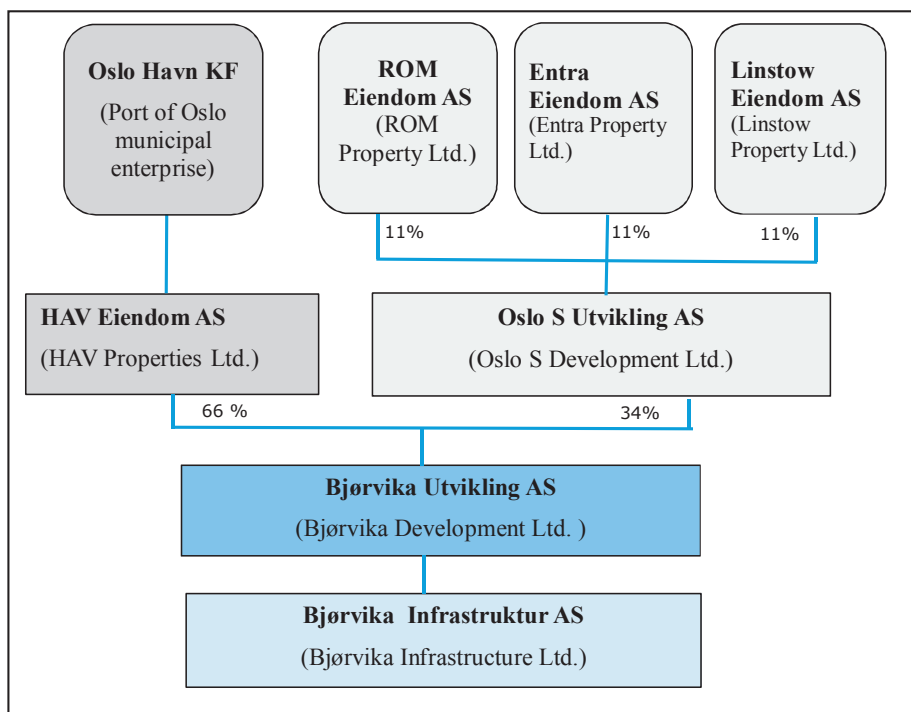 Oslo Havn KF
(Port of Oslo
municipal
enterprise)
ROM
Eiendom AS
(ROM
Property Ltd.)
Entra
Eiendom AS
(Entra Property
Ltd.)
Linstow
Eiendom AS
(Linstow
Property Ltd.)
11%
11%
11%
HAV Eiendom AS
(HAV Properties Ltd.)
Oslo S Utvikling AS
(Oslo S Development Ltd.)
66 %
34%
Bjørvika Utvikling AS
(Bjørvika Development Ltd. )
Bjørvika Infrastruktur AS
(Bjørvika Infrastructure Ltd.)